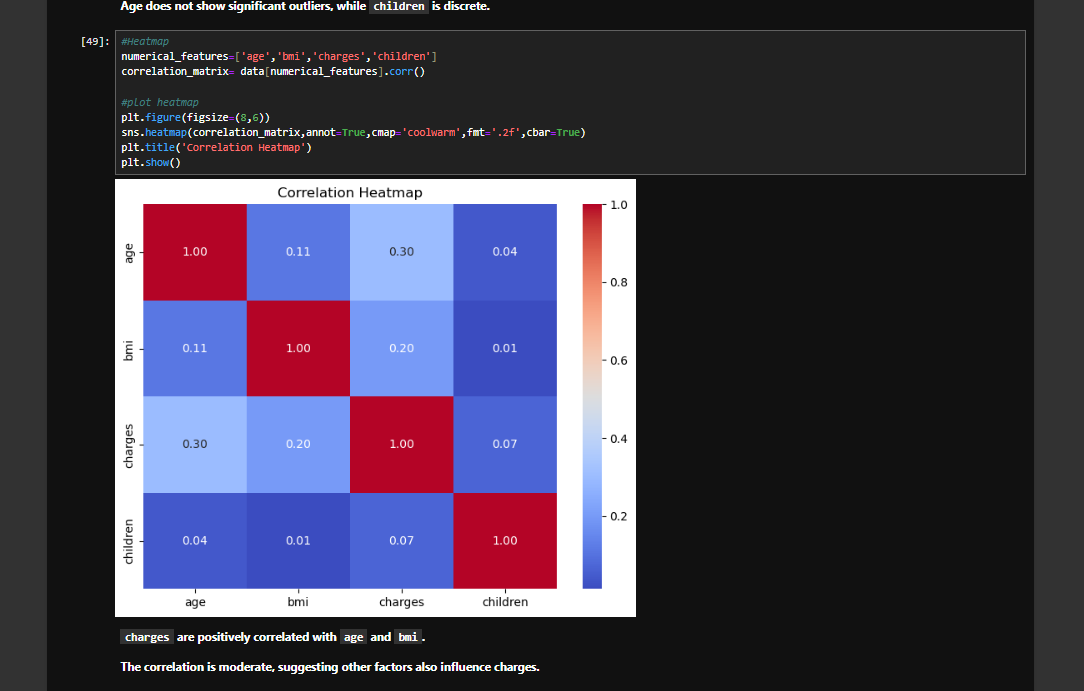 Age does not show significant outliers, while children is discrete.
[49]:
#Heatmap
numerical_features=['age','bmi','charges','children']
correlation_matrix= data[numerical_features].corr()
#plot heatmap
plt.figure(figsize=(8,6))
sns.heatmap(correlation_matrix,annot=True,cmap='coolwarm',fmt='.2f',cbar=True)
plt.title('Correlation Heatmap')
plt.show()
Correlation Heatmap
age 1.00 0.11 0.30 0.04
bmi 0.11 1.00 0.20 0.01
charges 0.30 0.20 1.00 0.07
children 0.04 0.01 0.07 1.00
age bmi charges children
1.0
0.8
0.6
0.4
0.2
charges are positively correlated with age and bmi.
The correlation is moderate, suggesting other factors also influence charges.